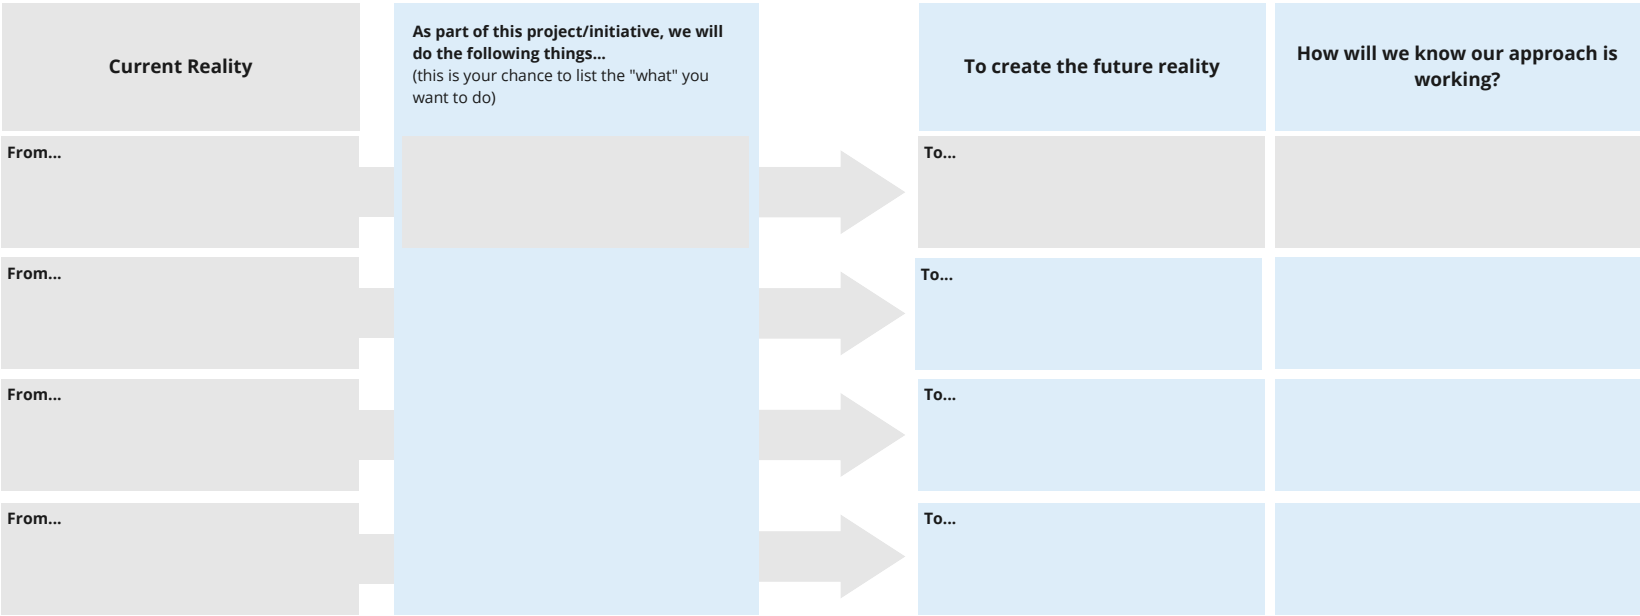 Current Reality
As part of this project/initiative, we will
do the following things...
(this is your chance to list the "what" you
want to do)
To create the future reality
How will we know our approach is
working?
From...
To...
From...
To...
From...
To...
From...
To...